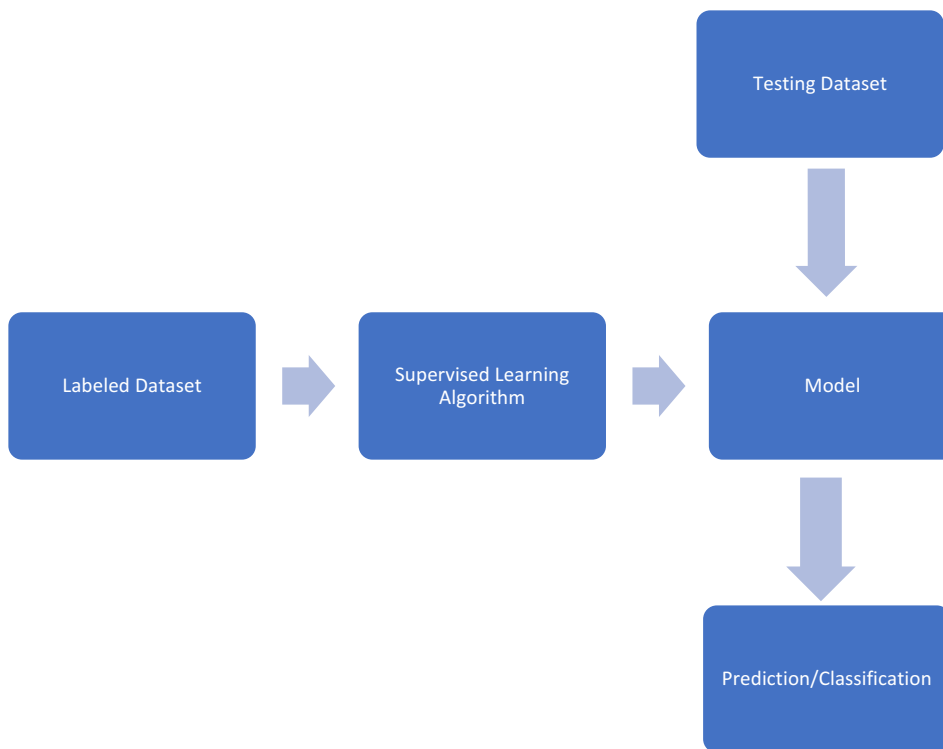 Testing Dataset
Labeled Dataset
Supervised Learning
Algorithm
Model
Prediction/Classification